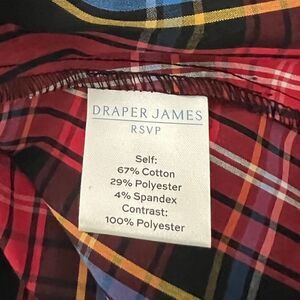 DRAPER JAMES
RSVP
Self:
67% Cotton
29% Polyester
4% Spandex
Contrast:
100% Polyester